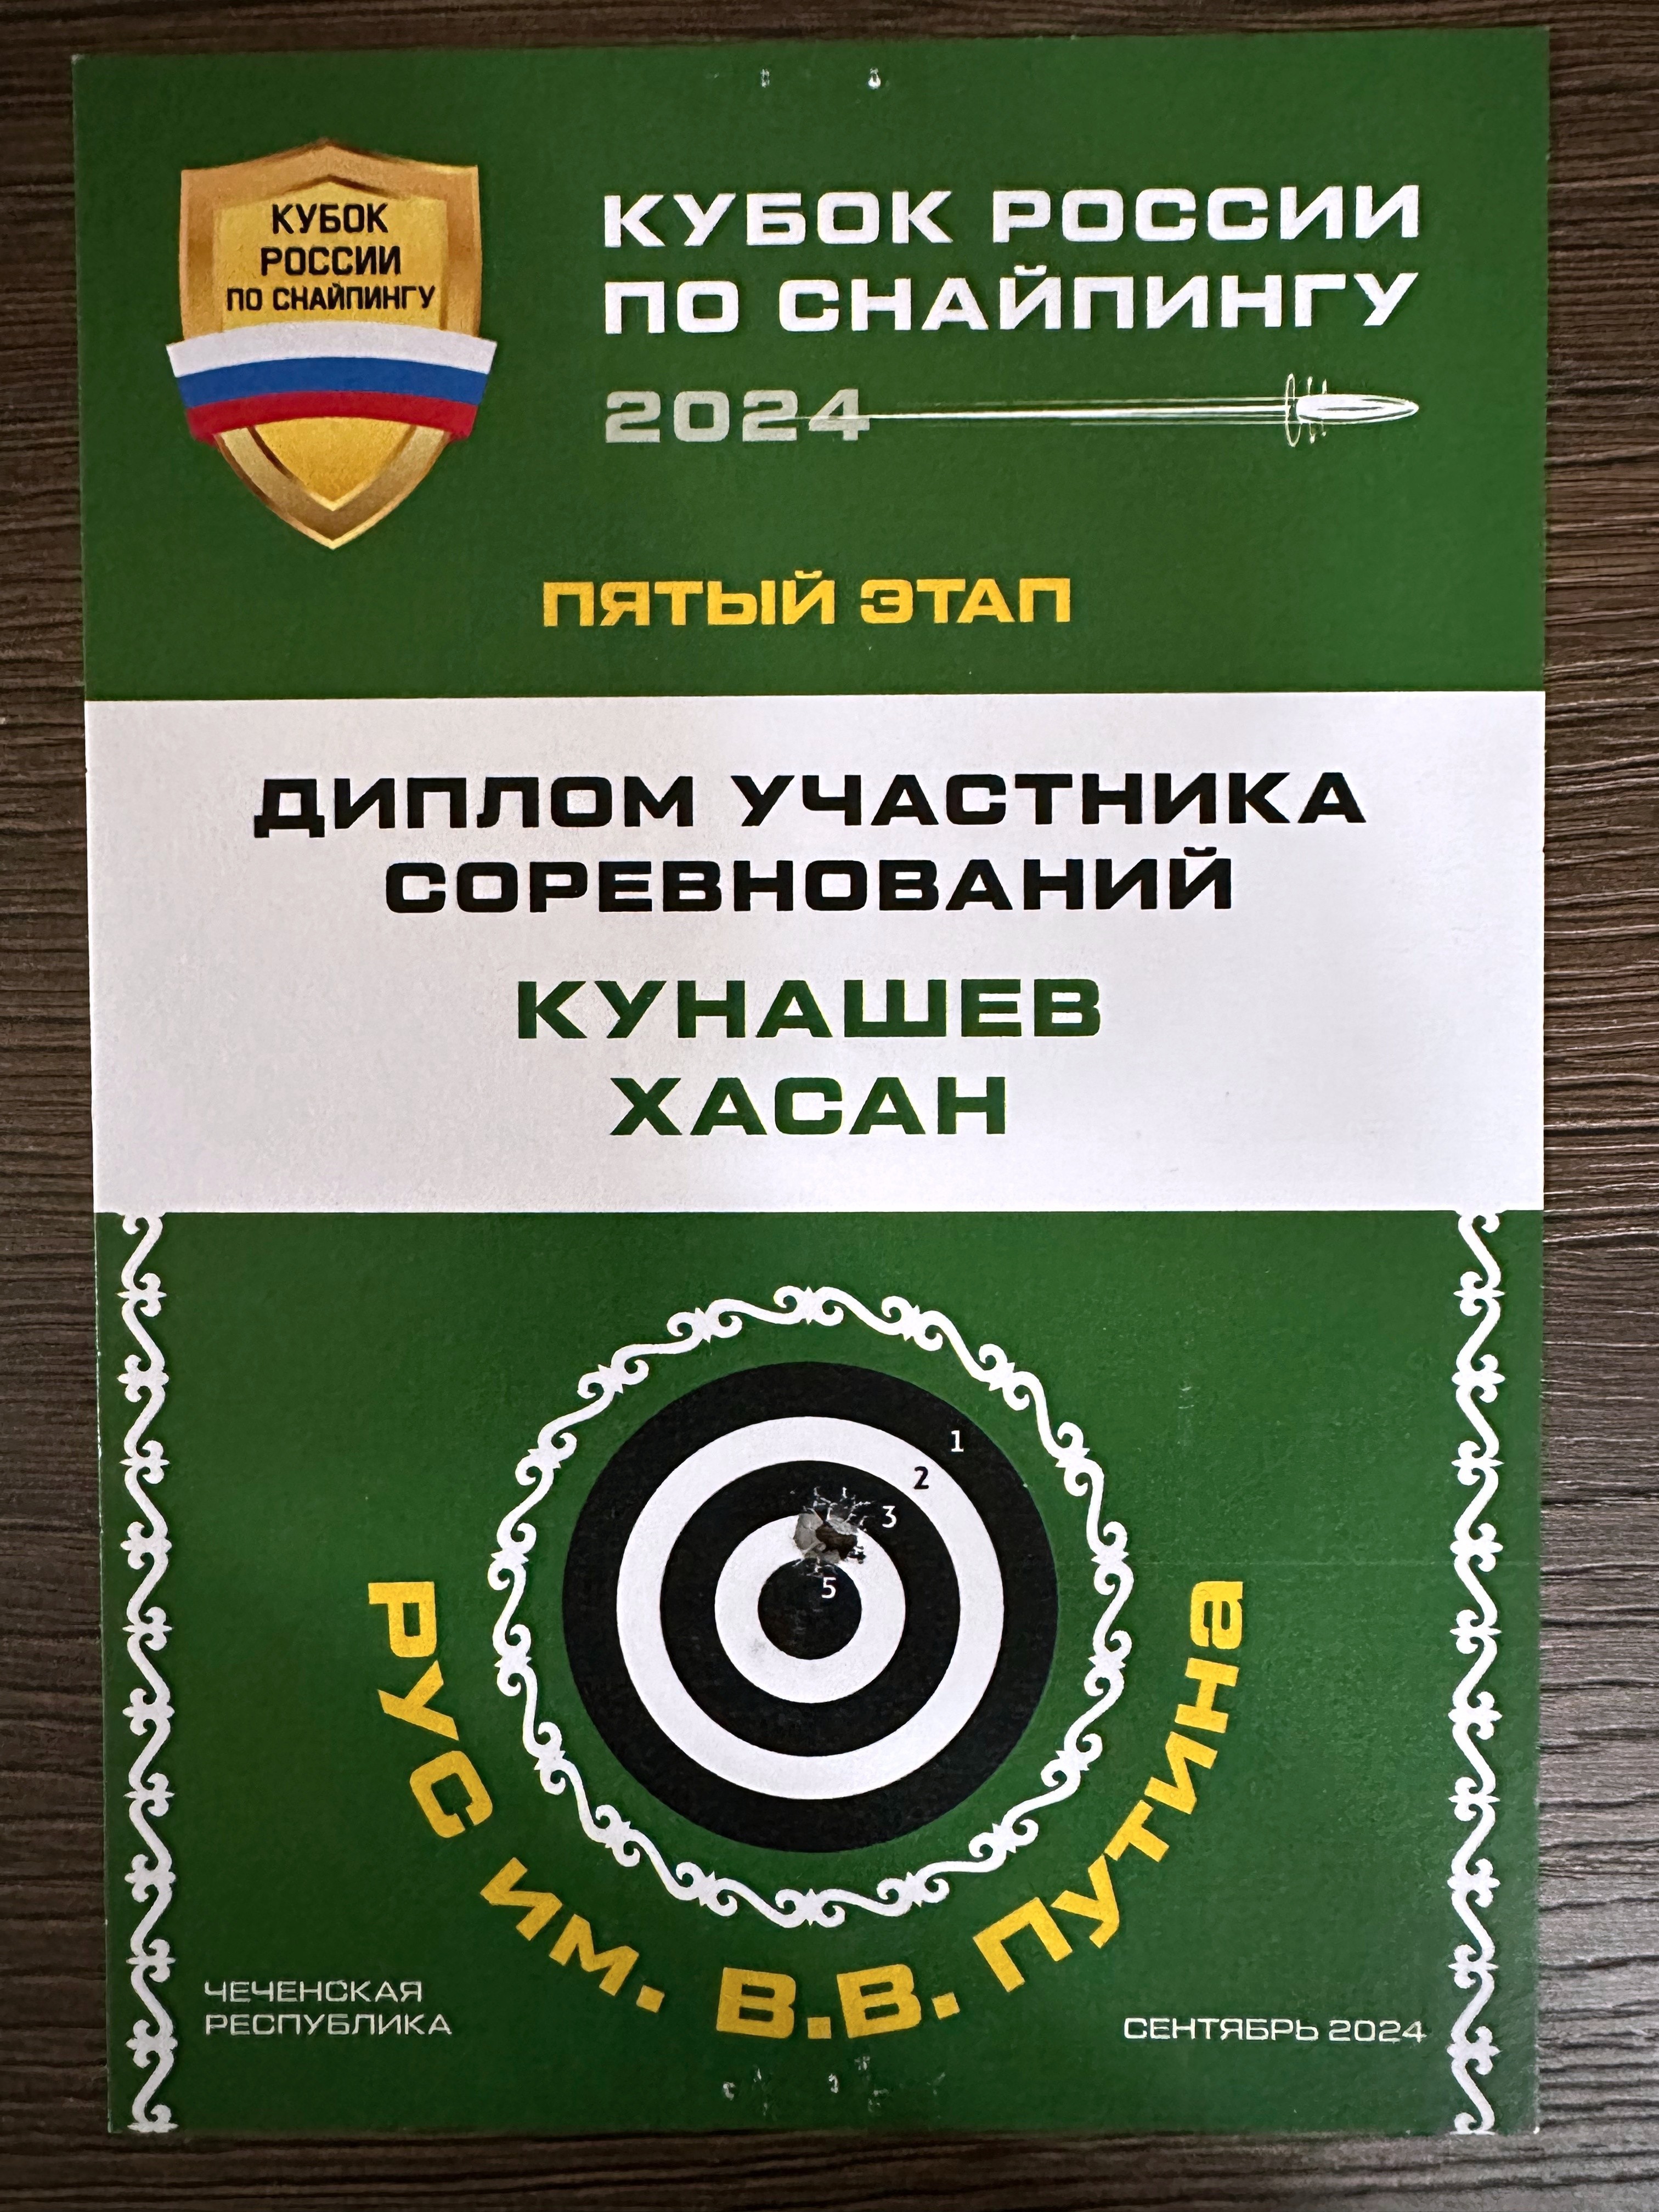 КУБОК
РОССИИ
ПО СНАЙПИНГУ
КУБОК РОССИИ
ПО СНАЙПИНГУ
2024
ПЯТЫЙ ЭТАП
ДИПЛОМ УЧАСТНИКА
СОРЕВНОВАНИЙ
КУНАШЕВ
ХАСАН
1
2
3
5
РУС им. В.В. Путина
ЧЕЧЕНСКАЯ
РЕСПУБЛИКА
СЕНТЯБРЬ 2024